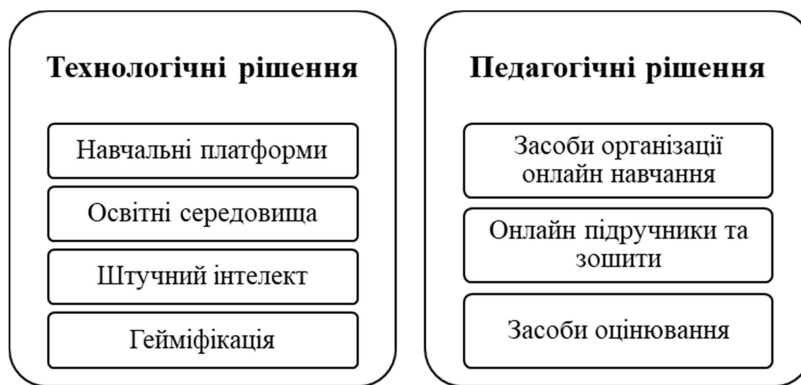 Технологічні рішення
Навчальні платформи
Освітні середовища
Штучний інтелект
Гейміфікація
Педагогічні рішення
Засоби організації
онлайн навчання
Онлайн підручники та
зошити
Засоби оцінювання